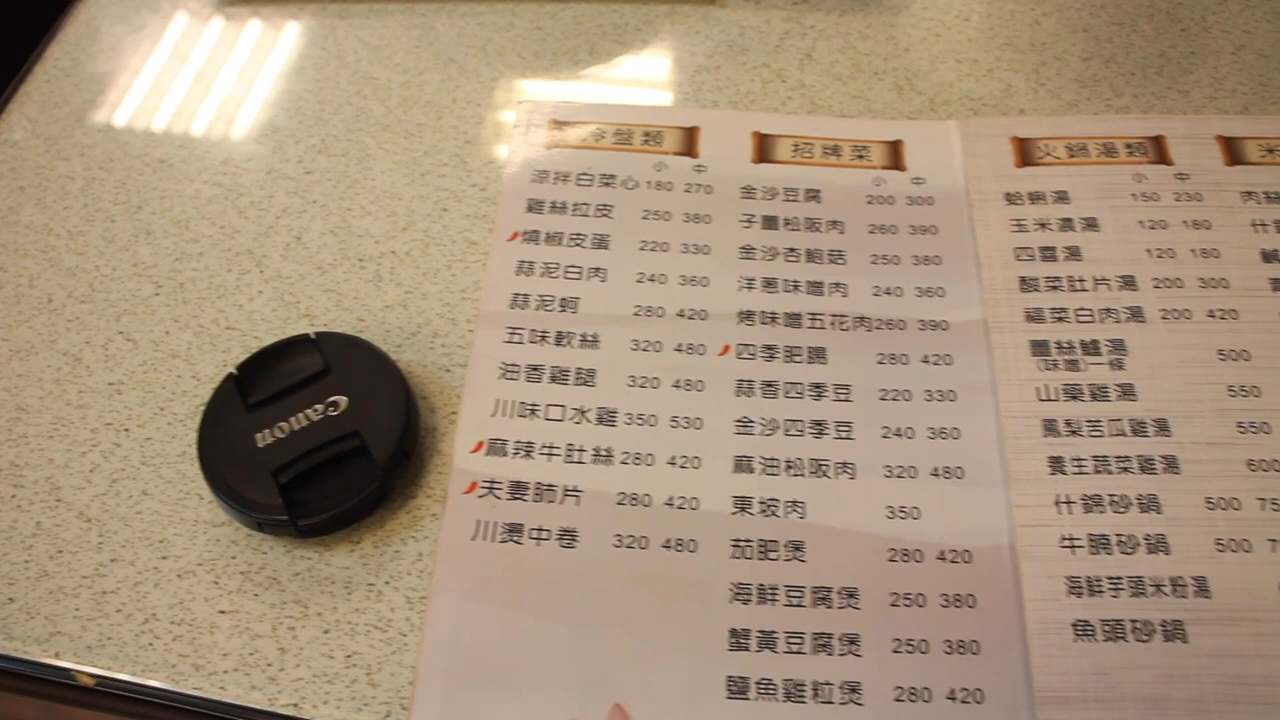 Canon
冷盤類
小 中
涼拌白菜心 180 270
雞絲拉皮 250 380
燒椒皮蛋 220 330
蒜泥白肉 240 360
蒜泥蚵 280 420
五味軟絲 320 480
油香雞腿 320 480
川味口水雞 350 530
麻辣牛肚絲 280 420
夫妻肺片 280 420
川燙中卷 320 480
招牌菜
小 中
金沙豆腐 200 300
子薑松阪肉 260 390
金沙杏鮑菇 250 380
洋蔥味噌肉 240 360
烤味噌五花肉 260 390
四季肥腸 280 420
蒜香四季豆 220 330
金沙四季豆 240 360
麻油松阪肉 320 480
東坡肉 350
茄肥煲 280 420
海鮮豆腐煲 250 380
蟹黃豆腐煲 250 380
鹽魚雞粒煲 280 420
火鍋湯類
小 中
蛤蜊湯 150 230
玉米濃湯 120 180
四喜湯 120 180
酸菜肚片湯 200 300
福菜白肉湯 200 420
薑絲鱸湯 500
(味噌)一條
山藥雞湯 550
鳳梨苦瓜雞湯 550
養生蔬菜雞湯 600
什錦砂鍋 500 75
牛腩砂鍋 500 7
海鮮芋頭米粉湯
魚頭砂鍋
米
肉絲
什